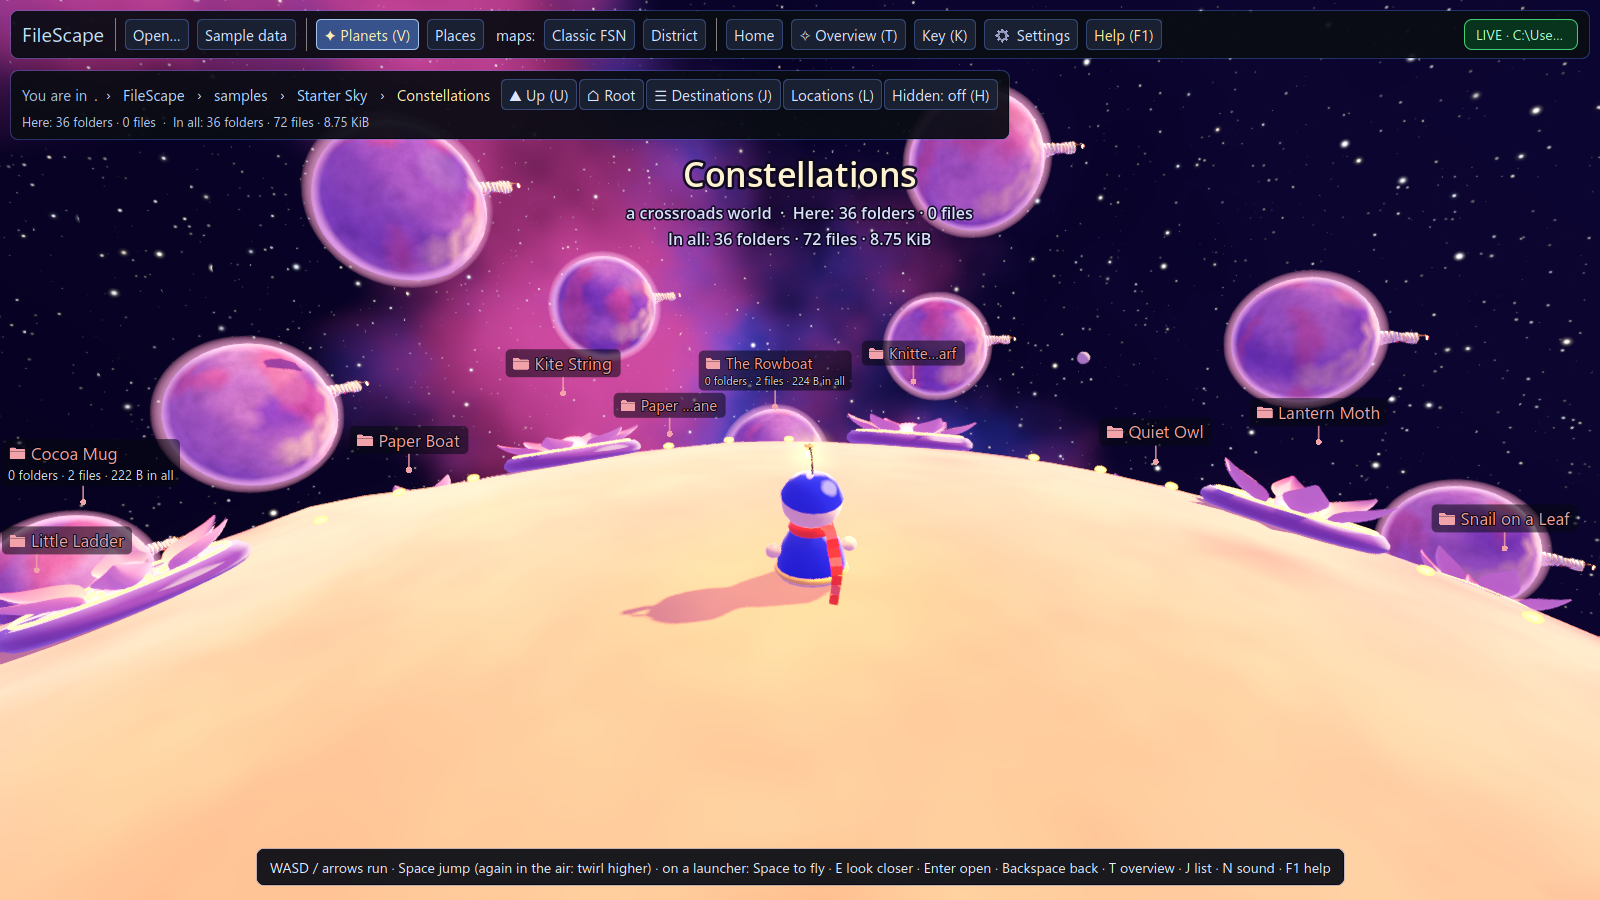 FileScape Open... Sample data ✦ Planets (V) Places maps: Classic FSN District Home ✧ Overview (T) Key (K) ⚙ Settings Help (F1) LIVE · C:\Use...
You are in . › FileScape › samples › Starter Sky › Constellations ▲ Up (U) ⌂ Root ☰ Destinations (J) Locations (L) Hidden: off (H)
Here: 36 folders · 0 files · In all: 36 folders · 72 files · 8.75 KiB
Constellations
a crossroads world · Here: 36 folders · 0 files
In all: 36 folders · 72 files · 8.75 KiB
Kite String
The Rowboat
0 folders · 2 files · 224 B in all
Knitte...arf
Paper ...ane
Lantern Moth
Quiet Owl
Paper Boat
Cocoa Mug
0 folders · 2 files · 222 B in all
Little Ladder
Snail on a Leaf
WASD / arrows run · Space jump (again in the air: twirl higher) · on a launcher: Space to fly · E look closer · Enter open · Backspace back · T overview · J list · N sound · F1 help